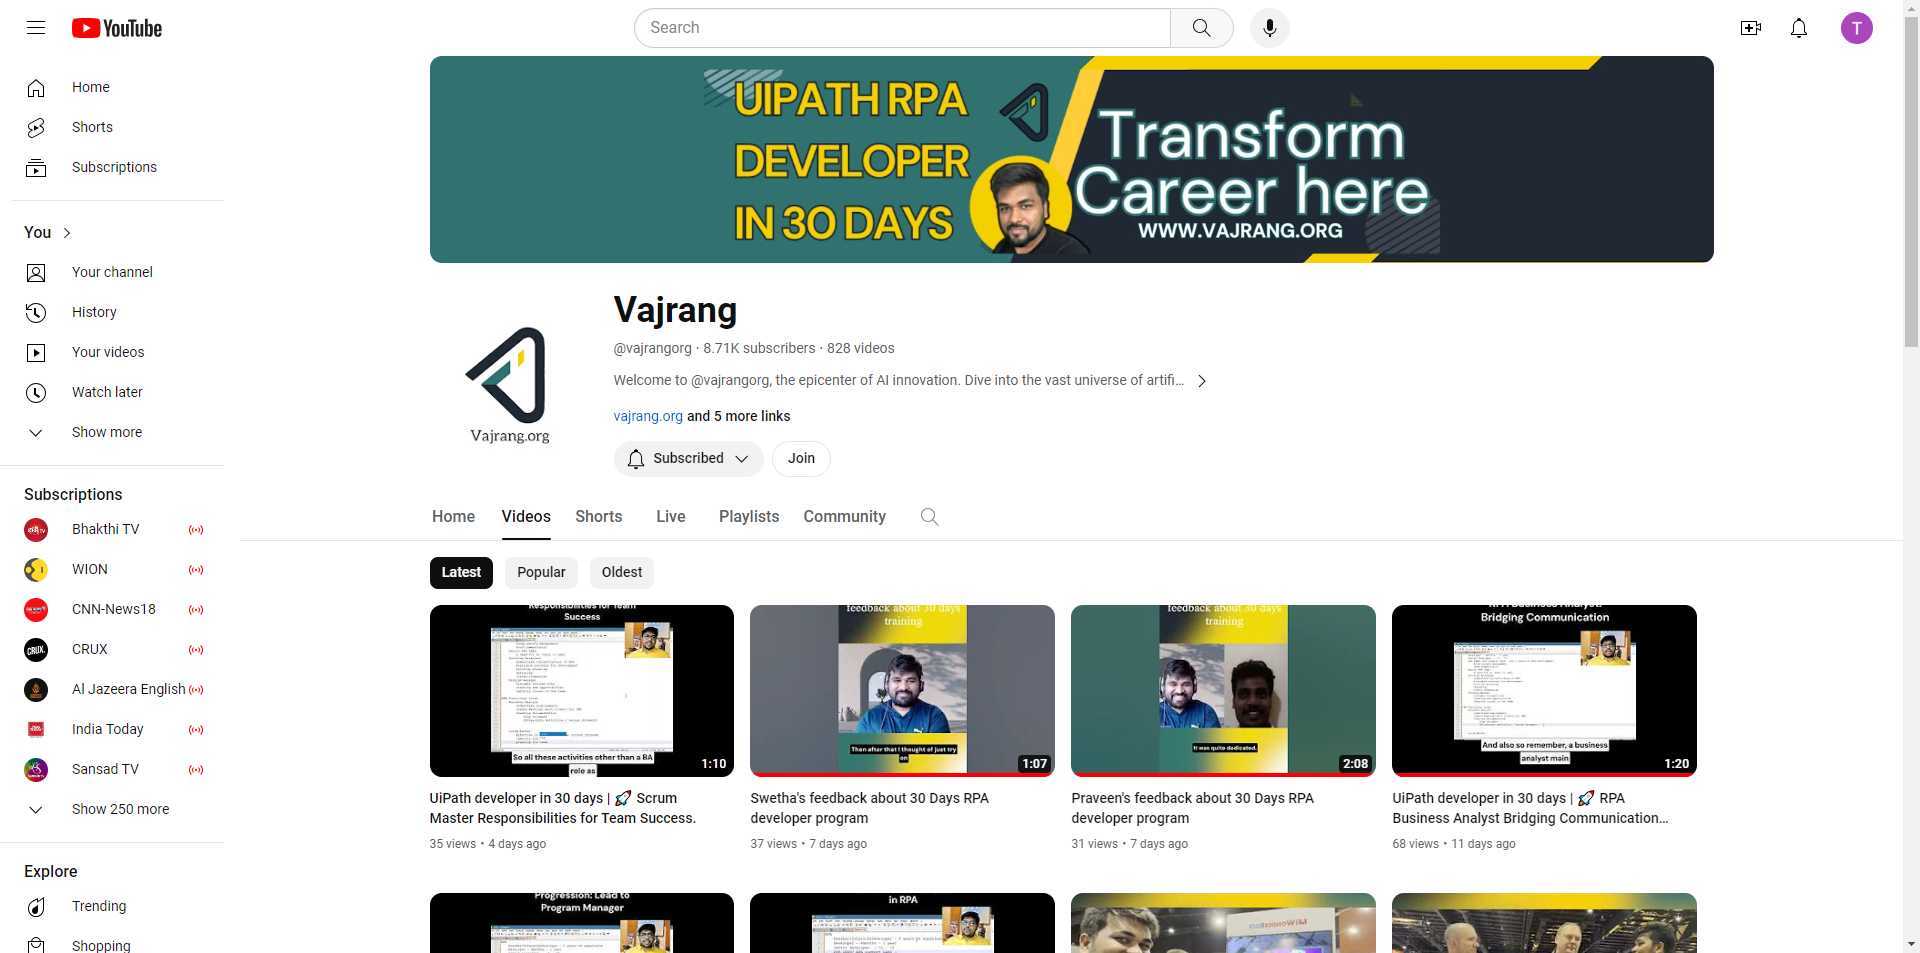 YouTube
Search
T
Home
Shorts
Subscriptions
You
Your channel
History
Your videos
Watch later
Show more
Subscriptions
Bhakthi TV
WION
CNN-News18
CRUX
Al Jazeera English
India Today
Sansad TV
Show 250 more
Explore
Trending
Shopping
UIPATH RPA
DEVELOPER
IN 30 DAYS
Transform
Career here
WWW.VAJRANG.ORG
Vajrang.org
Vajrang
@vajrangorg · 8.71K subscribers · 828 videos
Welcome to @vajrangorg, the epicenter of AI innovation. Dive into the vast universe of artifi...
vajrang.org and 5 more links
Subscribed
Join
Home Videos Shorts Live Playlists Community
Latest Popular Oldest
Responsibilities for Team
Success
So all these activities other than a BA
role as
1:10
UiPath developer in 30 days | 🚀 Scrum
Master Responsibilities for Team Success.
35 views • 4 days ago
feedback about 30 days
training
Then after that I thought of just try
on
1:07
Swetha's feedback about 30 Days RPA
developer program
37 views • 7 days ago
feedback about 30 days
training
It was quite dedicated.
2:08
Praveen's feedback about 30 Days RPA
developer program
31 views • 7 days ago
RPA Business Analyst:
Bridging Communication
And also so remember, a business
analyst main
1:20
UiPath developer in 30 days | 🚀 RPA
Business Analyst Bridging Communication...
68 views • 11 days ago
Progression: Lead to
Program Manager
in RPA